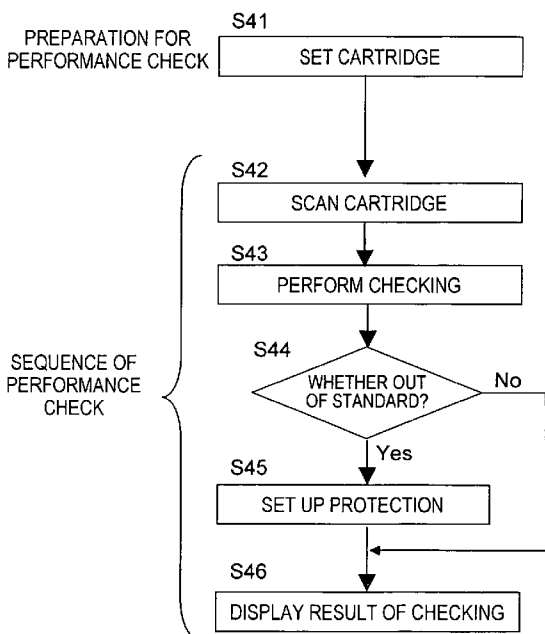 S41
PREPARATION FOR
PERFORMANCE CHECK
SET CARTRIDGE
S42
SCAN CARTRIDGE
S43
PERFORM CHECKING
S44
WHETHER OUT
OF STANDARD?
No
Yes
SEQUENCE OF
PERFORMANCE
CHECK
S45
SET UP PROTECTION
S46
DISPLAY RESULT OF CHECKING